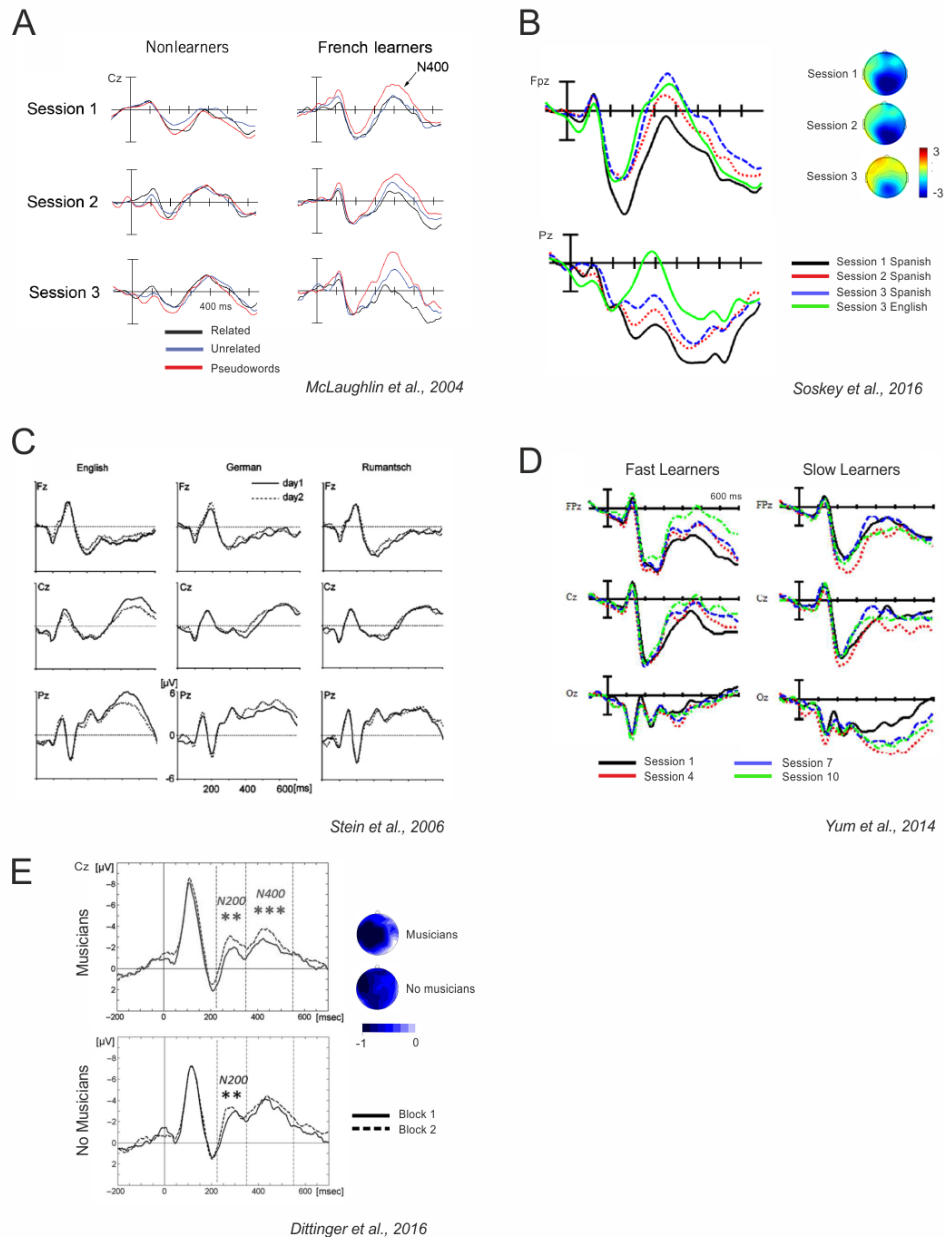 A
Nonlearners
French learners
Cz
N400
Session 1
Session 2
Session 3
400 ms
Related
Unrelated
Pseudowords
McLaughlin et al., 2004
B
Fpz
Pz
Session 1
Session 2
Session 3
3
-3
Session 1 Spanish
Session 2 Spanish
Session 3 Spanish
Session 3 English
Soskey et al., 2016
C
English
German
Rumantsch
Fz
Fz
day1
day2
Fz
Cz
Cz
Cz
Pz
[µV]
6
0
-6
Pz
Pz
200
400
600[ms]
Stein et al., 2006
D
Fast Learners
Slow Learners
600 ms
FPz
FPz
Cz
Cz
Oz
Oz
Session 1
Session 7
Session 4
Session 10
Yum et al., 2014
E
Cz [µV]
Musicians
-8
-6
-4
-2
0
2
N200
**
N400
***
-200
0
200
400
600
[msec]
Musicians
No musicians
-1
0
[µV]
No Musicians
-8
-6
-4
-2
0
2
N200
**
-200
0
200
400
600
[msec]
Block 1
Block 2
Dittinger et al., 2016